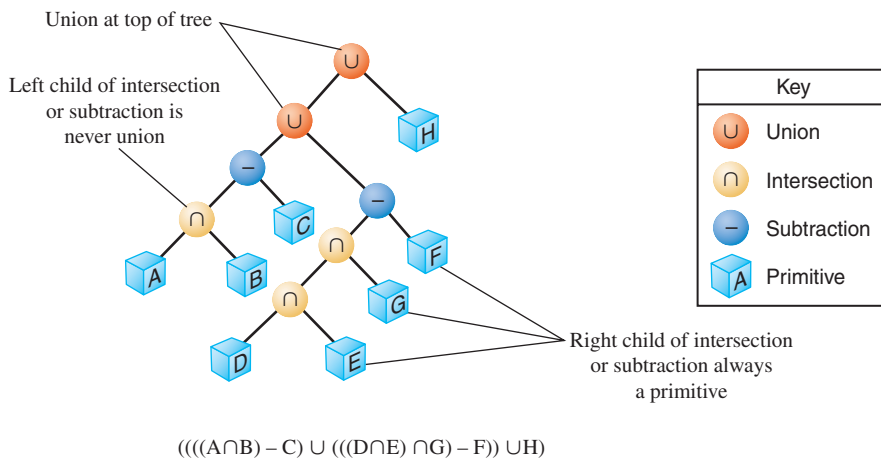 Union at top of tree
∪
Left child of intersection
or subtraction is
never union
∪
H
Key
∪ Union
−
∩ Intersection
−
∩
C
− Subtraction
∩
F
A
B
A Primitive
∩
G
D
E
Right child of intersection
or subtraction always
a primitive
((((A∩B) – C) ∪ (((D∩E) ∩G) – F)) ∪H)